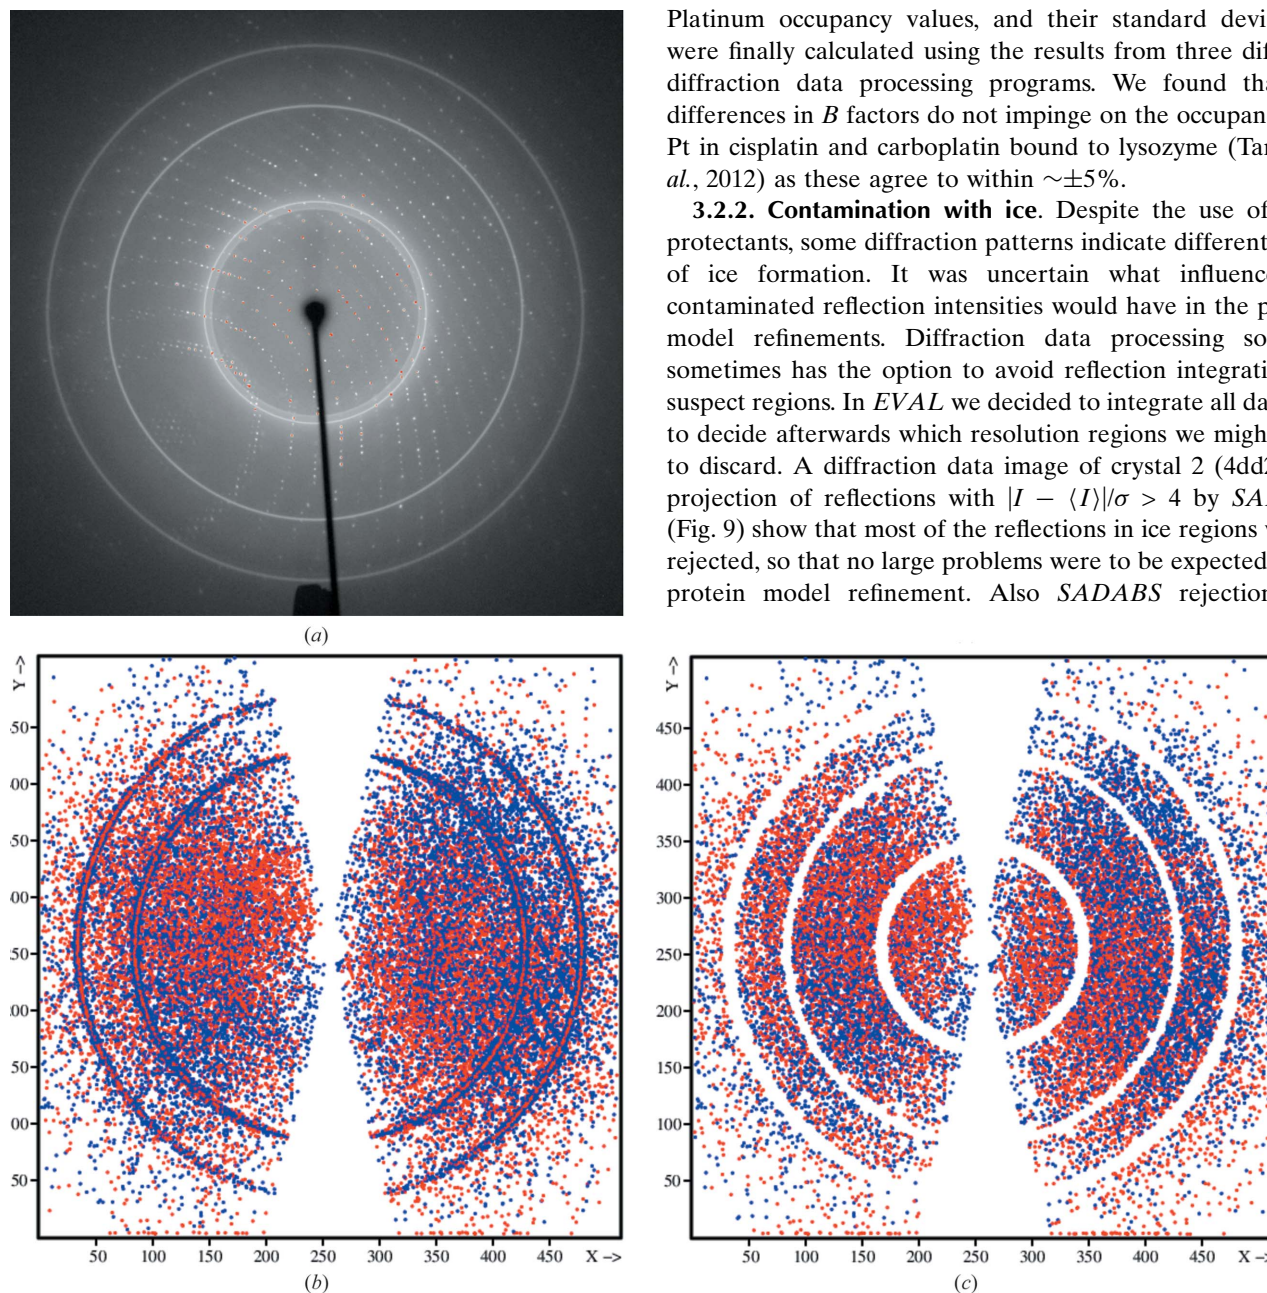 Platinum occupancy values, and their standard devi
were finally calculated using the results from three dif
diffraction data processing programs. We found tha
differences in B factors do not impinge on the occupan
Pt in cisplatin and carboplatin bound to lysozyme (Tan
al., 2012) as these agree to within ∼±5%.
3.2.2. Contamination with ice. Despite the use of
protectants, some diffraction patterns indicate different
of ice formation. It was uncertain what influence
contaminated reflection intensities would have in the p
model refinements. Diffraction data processing so
sometimes has the option to avoid reflection integrati
suspect regions. In EVAL we decided to integrate all da
to decide afterwards which resolution regions we migh
to discard. A diffraction data image of crystal 2 (4dd2
projection of reflections with |I − ⟨I⟩|/σ > 4 by SA
(Fig. 9) show that most of the reflections in ice regions
rejected, so that no large problems were to be expected
protein model refinement. Also SADABS rejection
(a)
Y –>
50
00
50
00
50
00
50
00
50
50 100 150 200 250 300 350 400 450 X –>
(b)
Y –>
450
400
350
300
250
200
150
100
50
50 100 150 200 250 300 350 400 450 X –
(c)